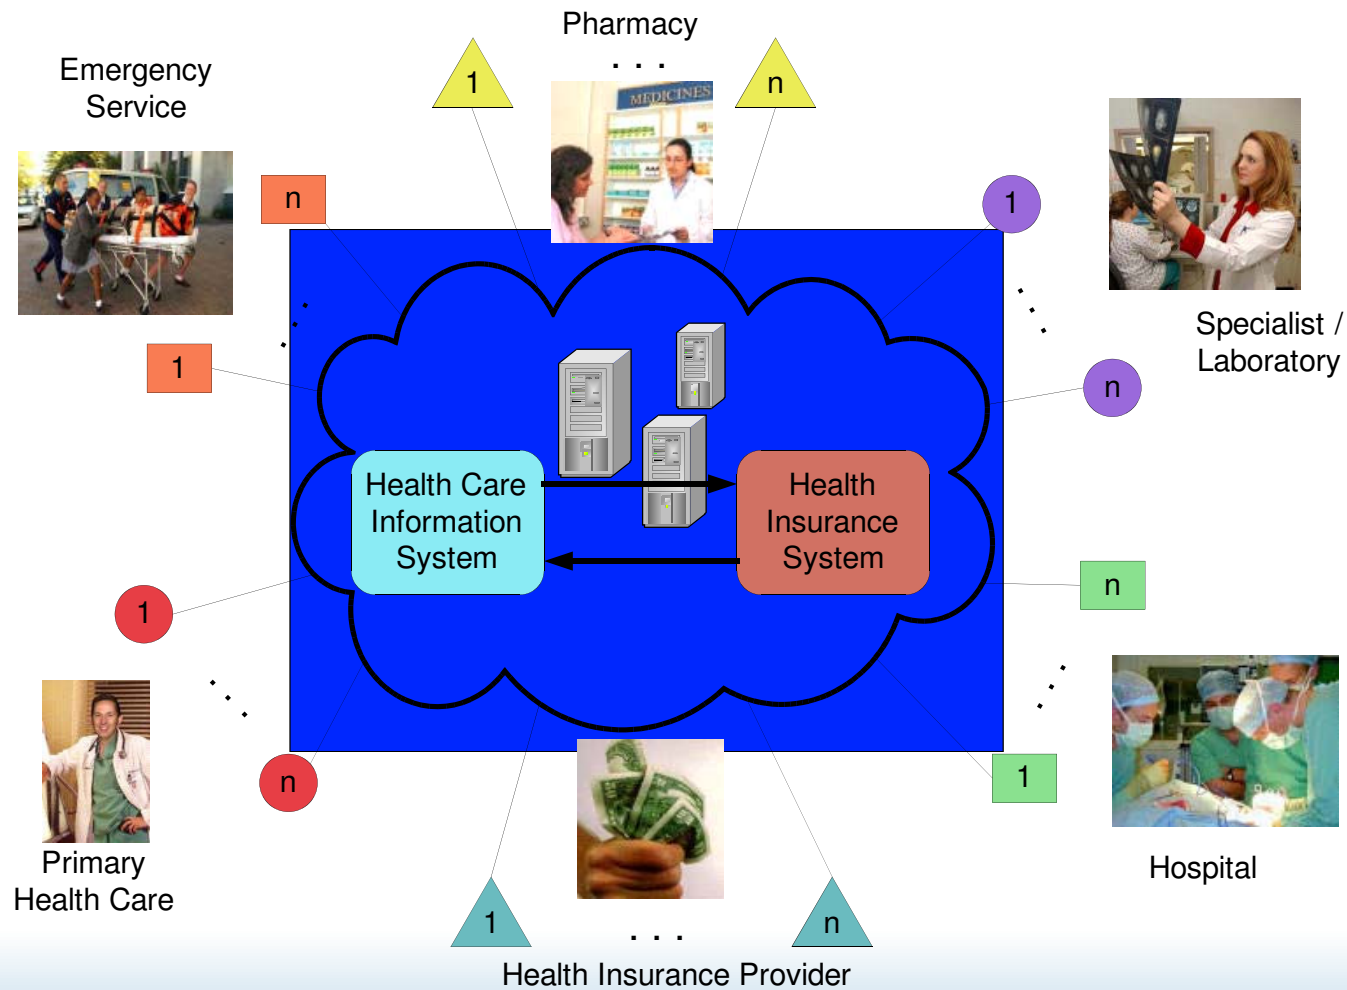 Pharmacy
. . .
Emergency
Service
1
n
MEDICINES
n
1
1
n
Specialist /
Laboratory
Health Care
Information
System
Health
Insurance
System
1
n
n
1
Primary
Health Care
Hospital
1
. . .
n
Health Insurance Provider